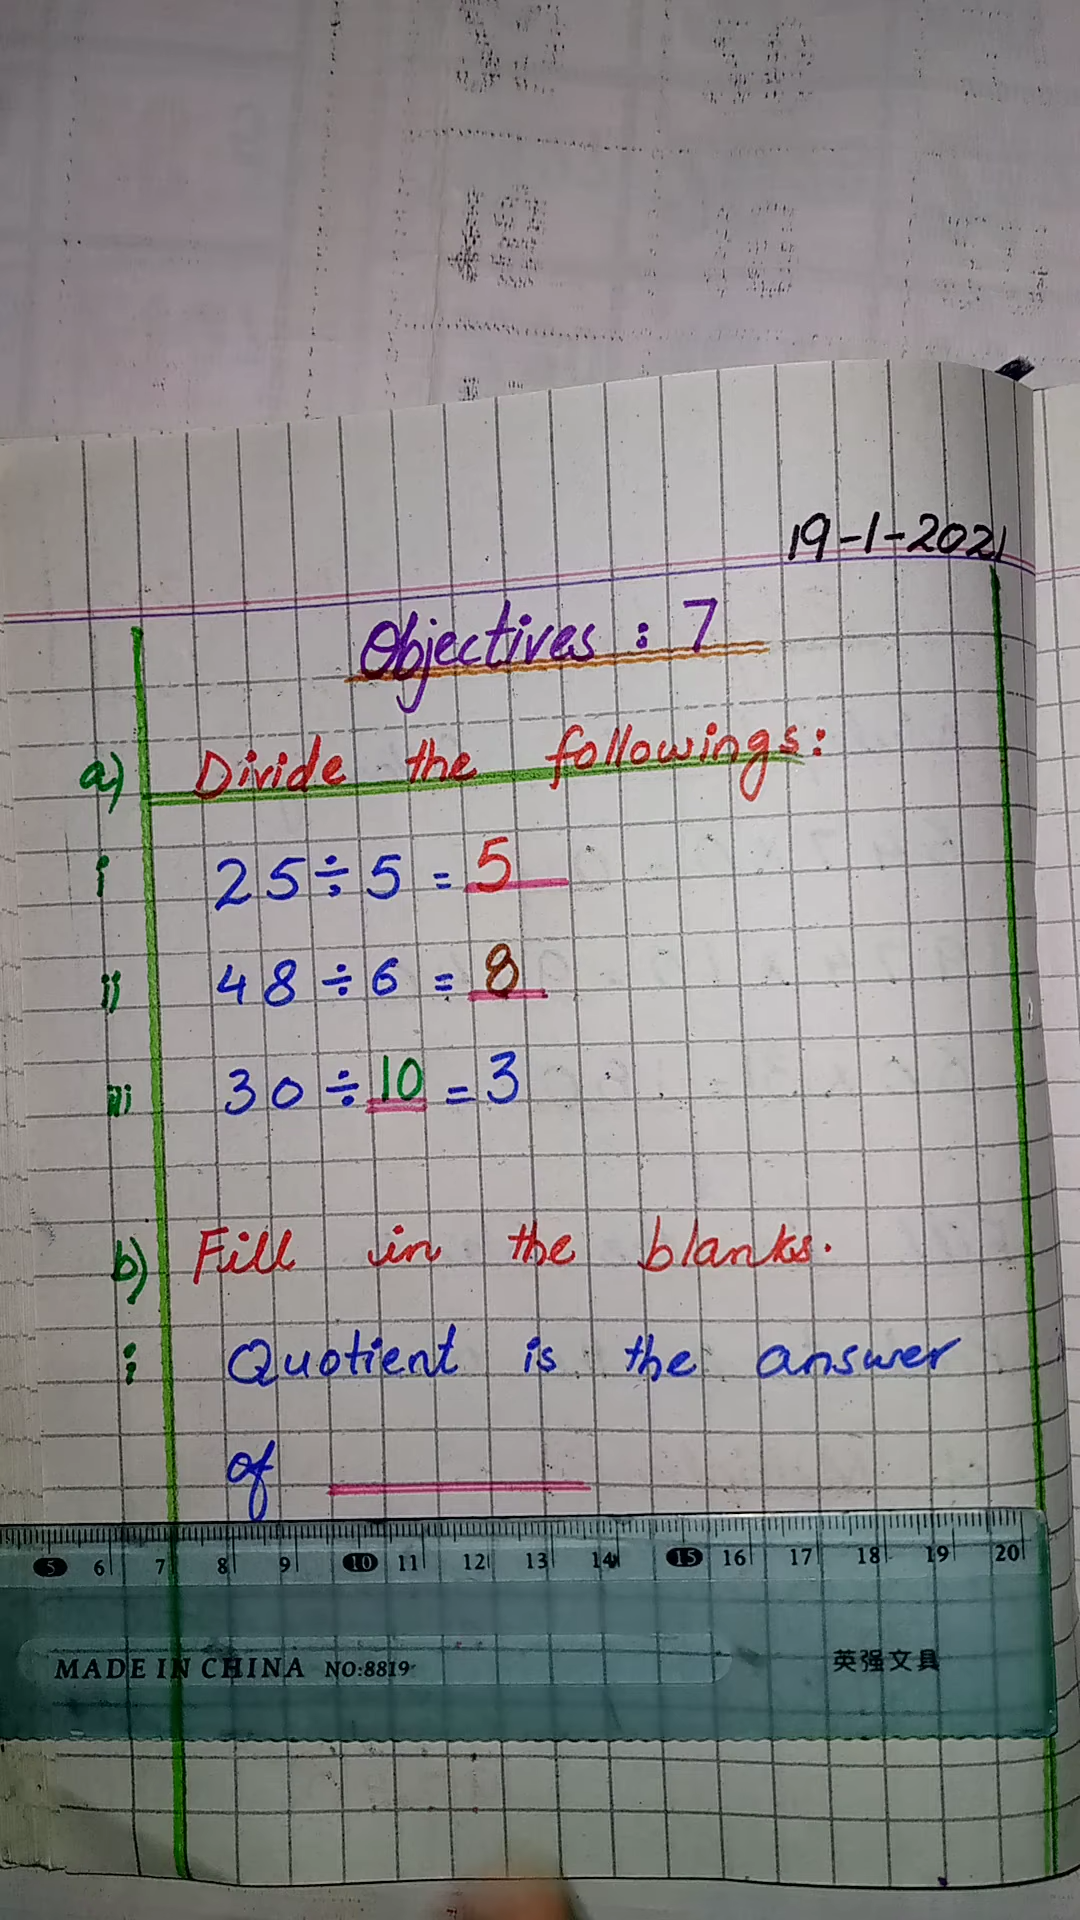 19-1-2021
Objectives : 7
a) Divide the followings:
i 25÷5 = 5
ii 48÷6 = 8
iii 30÷10 = 3
b) Fill in the blanks.
i Quotient is the answer
of
5 6 7 8 9 10 11 12 13 14 15 16 17 18 19 20
MADE IN CHINA NO:8819 英强文具